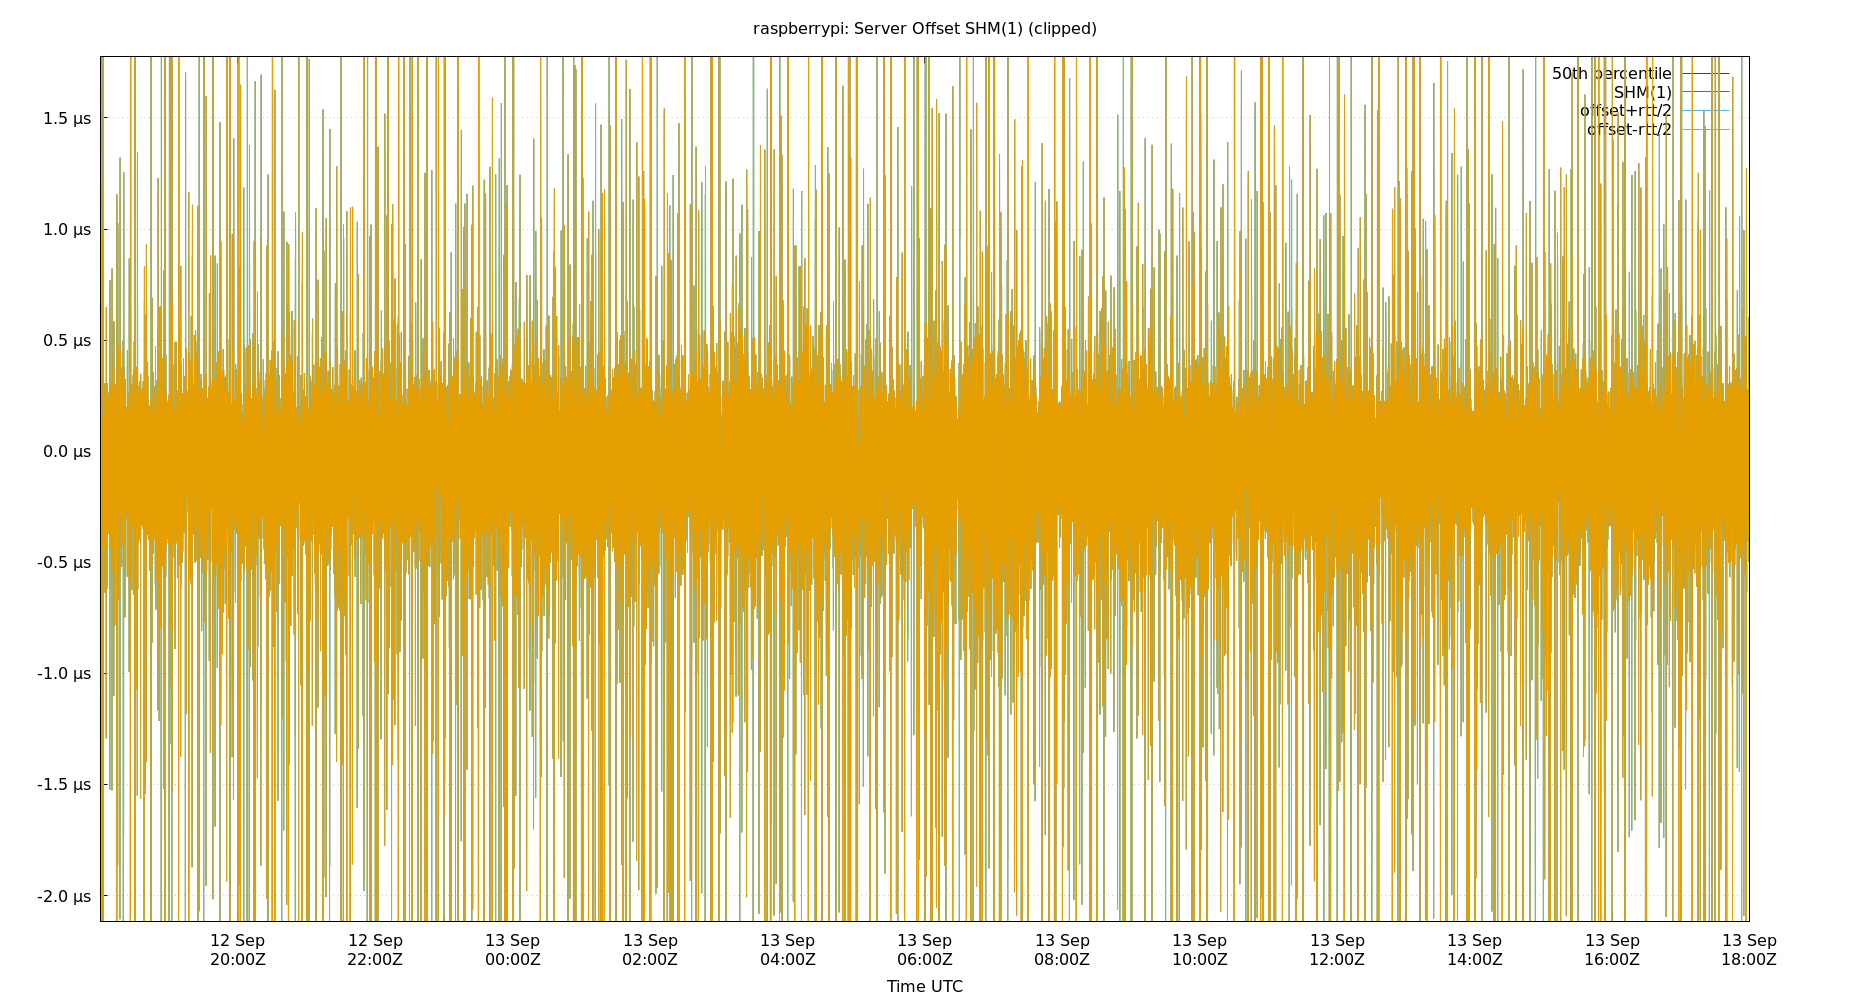 raspberrypi: Server Offset SHM(1) (clipped)
50th percentile
SHM(1)
offset+rtt/2
offset-rtt/2
1.5 µs
1.0 µs
0.5 µs
0.0 µs
-0.5 µs
-1.0 µs
-1.5 µs
-2.0 µs
12 Sep 12 Sep 13 Sep 13 Sep 13 Sep 13 Sep 13 Sep 13 Sep 13 Sep 13 Sep 13 Sep 13 Sep
20:00Z 22:00Z 00:00Z 02:00Z 04:00Z 06:00Z 08:00Z 10:00Z 12:00Z 14:00Z 16:00Z 18:00Z
Time UTC